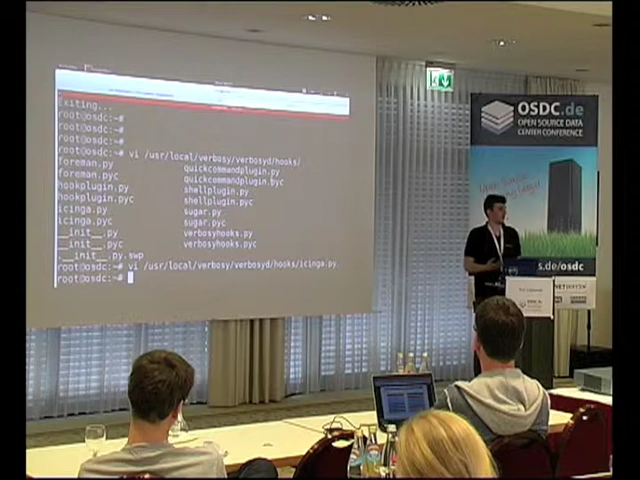 Exiting...
root@osdc:~#
root@osdc:~#
root@osdc:~#
root@osdc:~# vi /usr/local/verbosy/verbosyd/hooks/
foreman.py quickcommandplugin.py
foreman.pyc quickcommandplugin.pyc
hookplugin.py shellplugin.py
hookplugin.pyc shellplugin.pyc
icinga.py sugar.py
icinga.pyc sugar.pyc
__init__.py verbosyhooks.py
__init__.pyc verbosyhooks.pyc
.__init__.py.swp
root@osdc:~# vi /usr/local/verbosy/verbosyd/hooks/icinga.py
root@osdc:~#
OSDC.de
OPEN SOURCE DATA
CENTER CONFERENCE
s.de/osdc